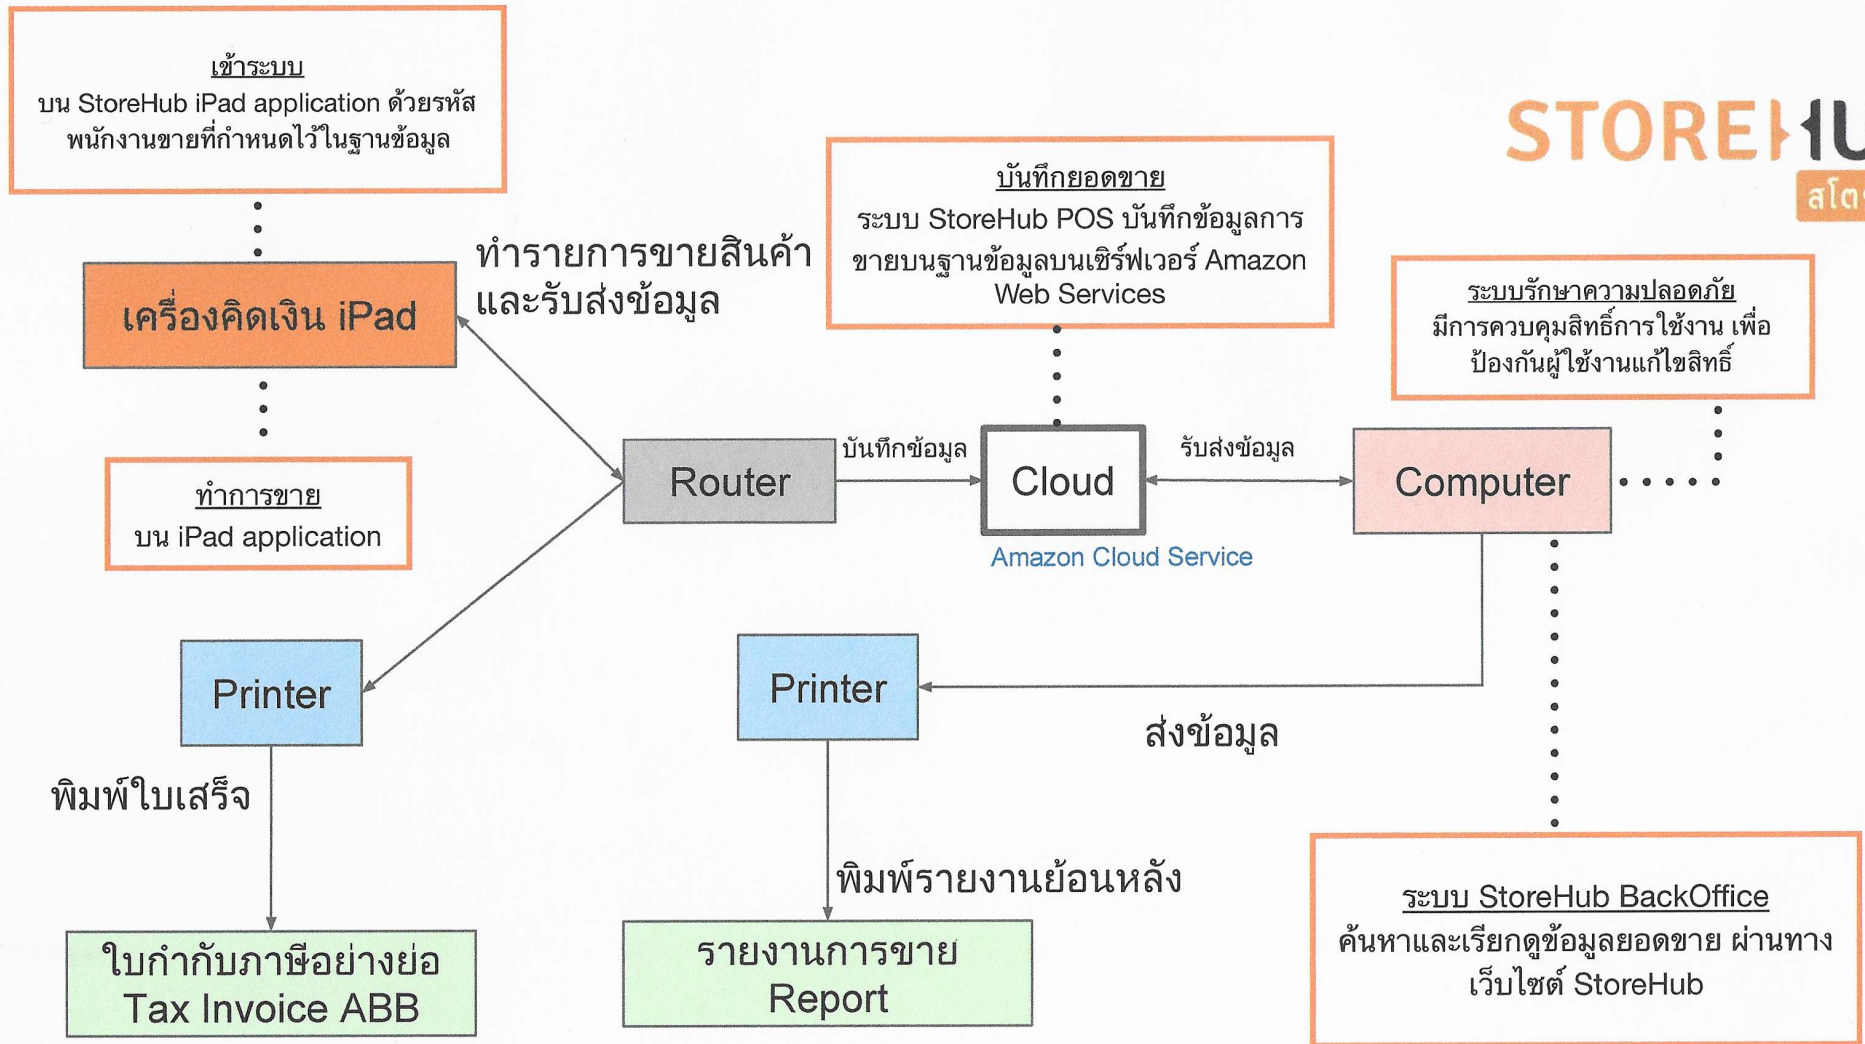 เข้าระบบ
บน StoreHub iPad application ด้วยรหัส
พนักงานขายที่กำหนดไว้ในฐานข้อมูล
STOREHU
สโต
บันทึกยอดขาย
ระบบ StoreHub POS บันทึกข้อมูลการ
ขายบนฐานข้อมูลบนเซิร์ฟเวอร์ Amazon
Web Services
ทำรายการขายสินค้า
และรับส่งข้อมูล
เครื่องคิดเงิน iPad
ระบบรักษาความปลอดภัย
มีการควบคุมสิทธิ์การใช้งาน เพื่อ
ป้องกันผู้ใช้งานแก้ไขสิทธิ์
ทำการขาย
บน iPad application
Router
บันทึกข้อมูล
Cloud
รับส่งข้อมูล
Computer
Amazon Cloud Service
Printer
Printer
ส่งข้อมูล
พิมพ์ใบเสร็จ
พิมพ์รายงานย้อนหลัง
ใบกำกับภาษีอย่างย่อ
Tax Invoice ABB
รายงานการขาย
Report
ระบบ StoreHub BackOffice
ค้นหาและเรียกดูข้อมูลยอดขาย ผ่านทาง
เว็บไซต์ StoreHub